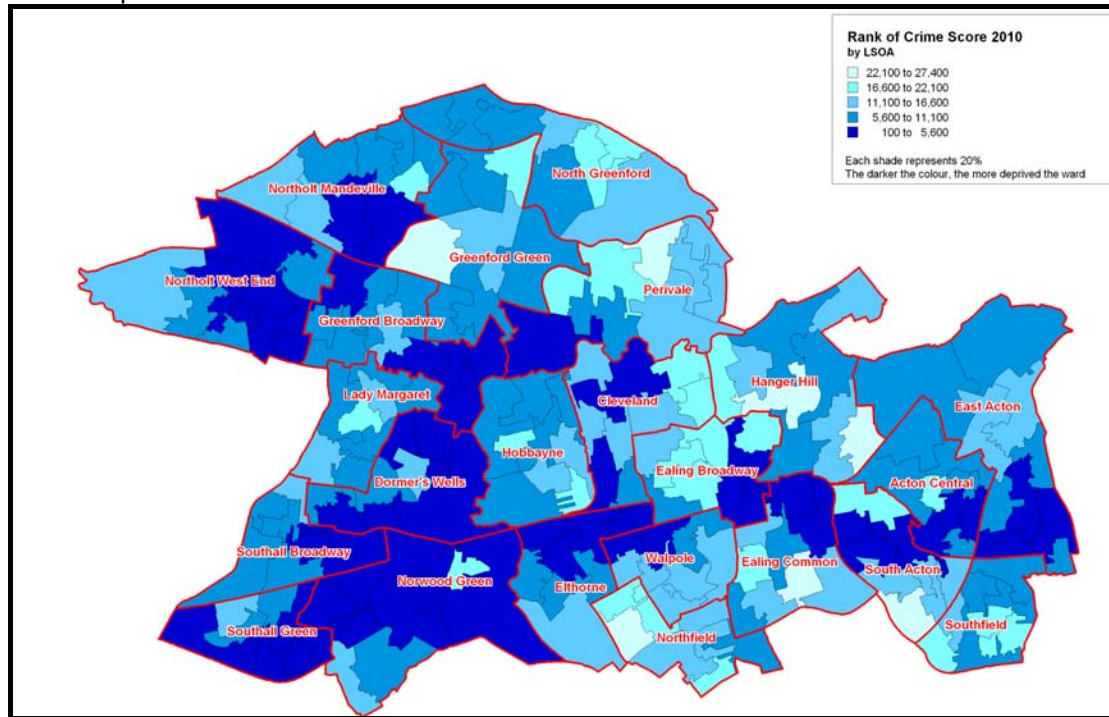 Rank of Crime Score 2010
by LSOA
22,100 to 27,400
16,600 to 22,100
11,100 to 16,600
5,600 to 11,100
100 to 5,600
Each shade represents 20%
The darker the colour, the more deprived the ward
North Greenford
Northolt Mandeville
Greenford Green
Northolt West End
Perivale
Greenford Broadway
Hanger Hill
Lady Margaret
Cleveland
East Acton
Hobbayne
Ealing Broadway
Dormer's Wells
Acton Central
Southall Broadway
Walpole
Norwood Green
Elthorne
Ealing Common
South Acton
Southall Green
Northfield
Southfield